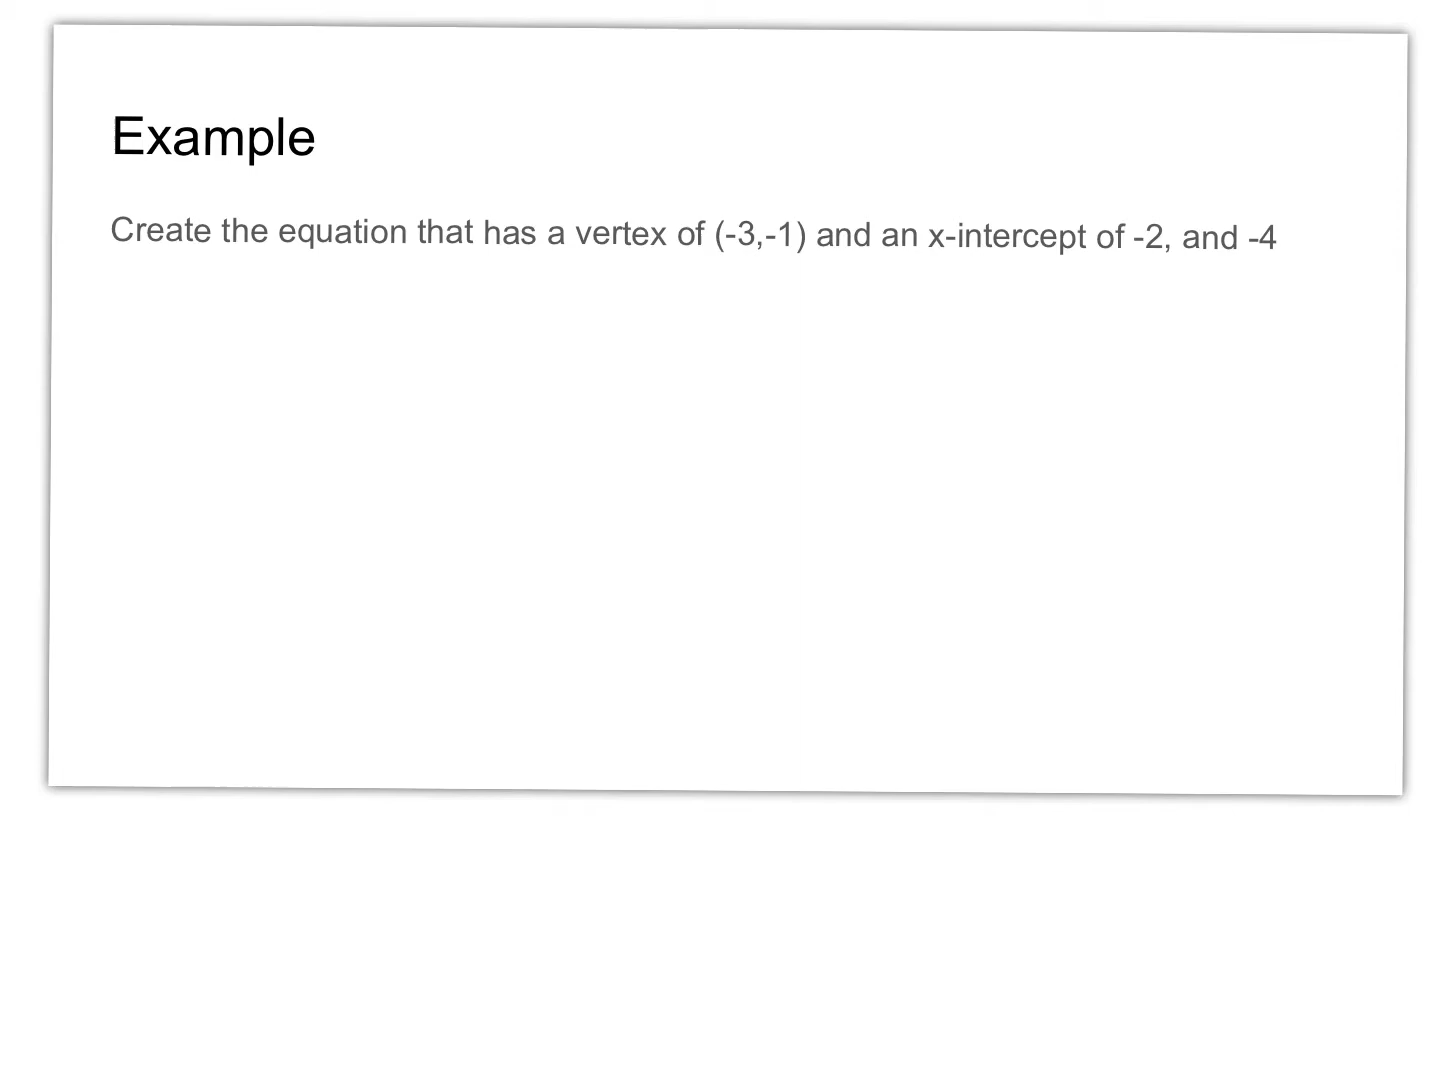 Example
Create the equation that has a vertex of (-3,-1) and an x-intercept of -2, and -4